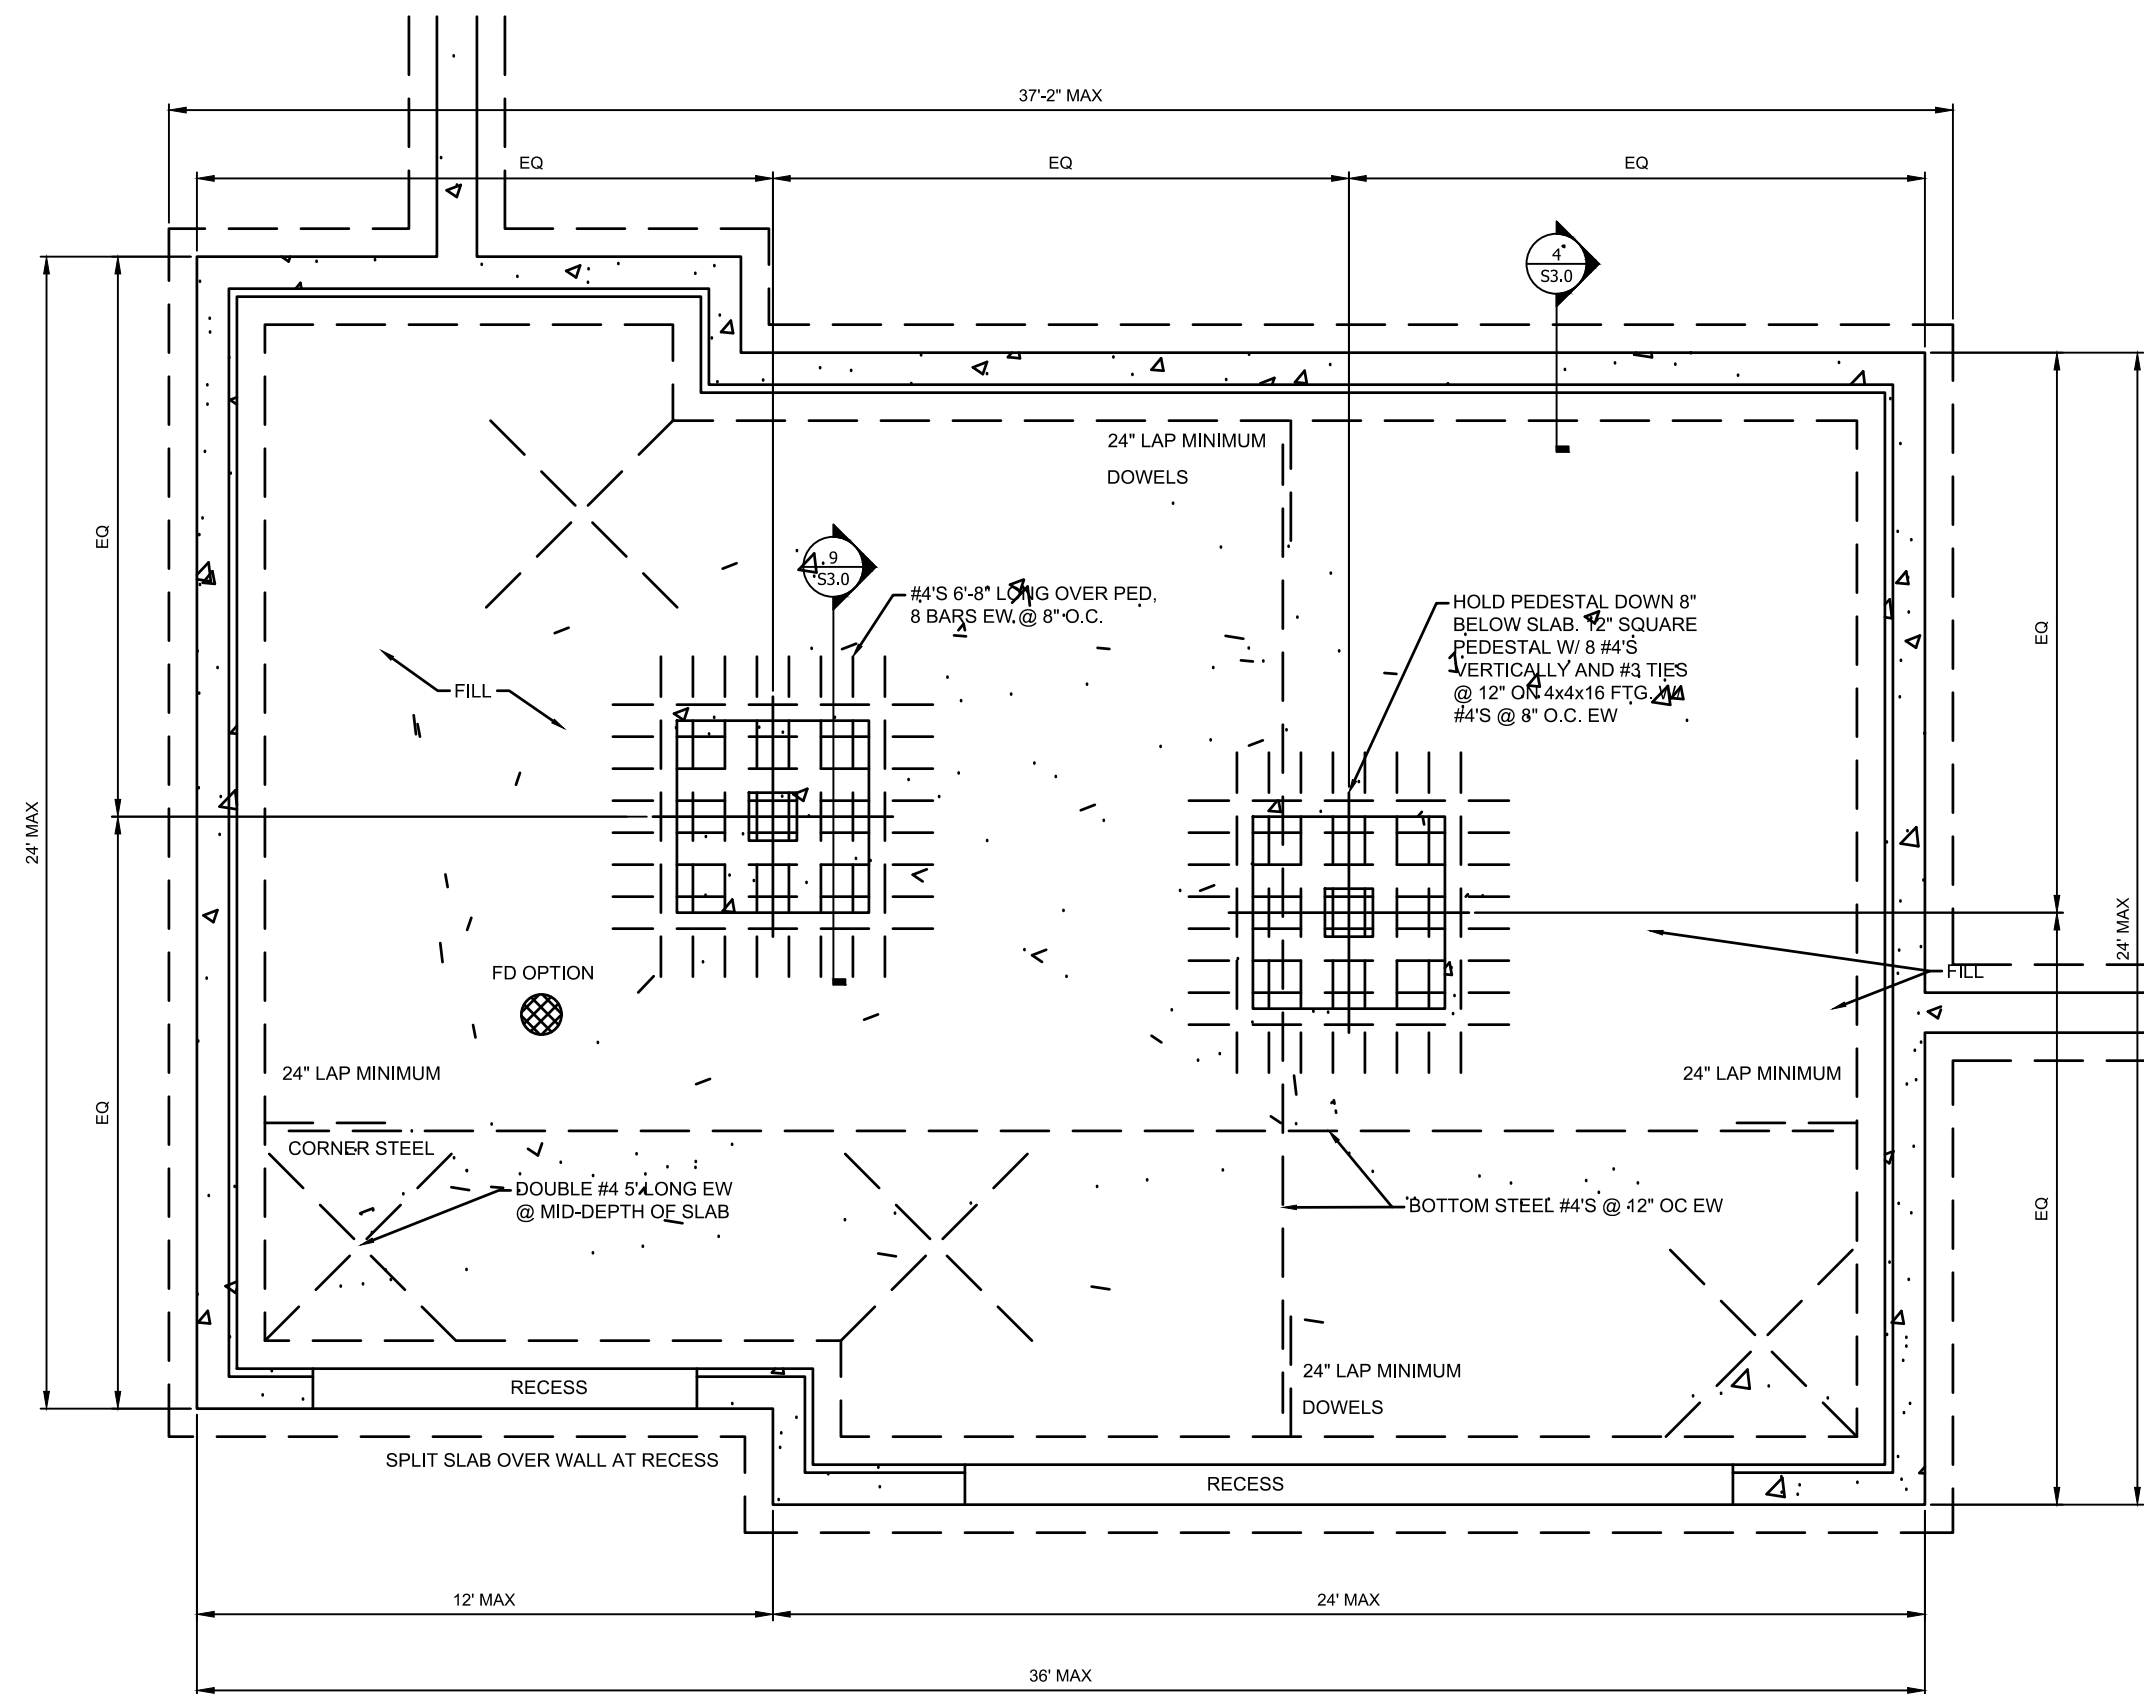 37'-2" MAX
EQ
EQ
EQ
4
S3.0
24" LAP MINIMUM
DOWELS
EQ
9
S3.0
#4'S 6'-8" LONG OVER PED,
8 BARS EW @ 8" O.C.
HOLD PEDESTAL DOWN 8"
BELOW SLAB. 12" SQUARE
PEDESTAL W/ 8 #4'S
VERTICALLY AND #3 TIES
@ 12" ON 4x4x16 FTG. W/
#4'S @ 8" O.C. EW
EQ
FILL
24' MAX
24' MAX
FD OPTION
FILL
24" LAP MINIMUM
24" LAP MINIMUM
EQ
CORNER STEEL
DOUBLE #4 5' LONG EW
@ MID-DEPTH OF SLAB
BOTTOM STEEL #4'S @ 12" OC EW
EQ
24" LAP MINIMUM
DOWELS
RECESS
SPLIT SLAB OVER WALL AT RECESS
RECESS
12' MAX
24' MAX
36' MAX